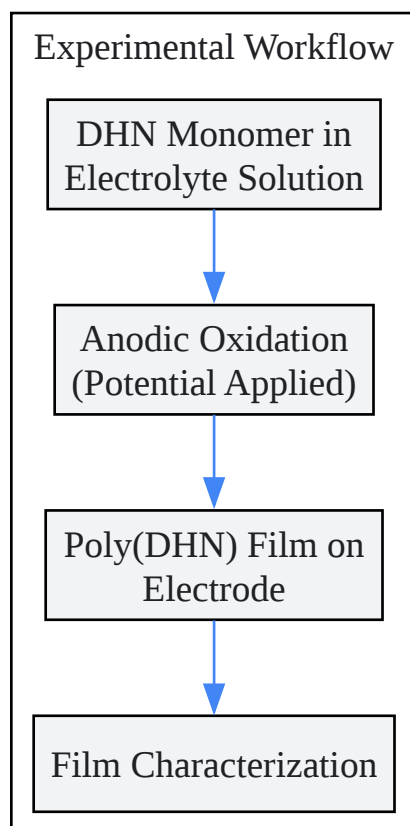 Experimental Workflow
DHN Monomer in
Electrolyte Solution
Anodic Oxidation
(Potential Applied)
Poly(DHN) Film on
Electrode
Film Characterization